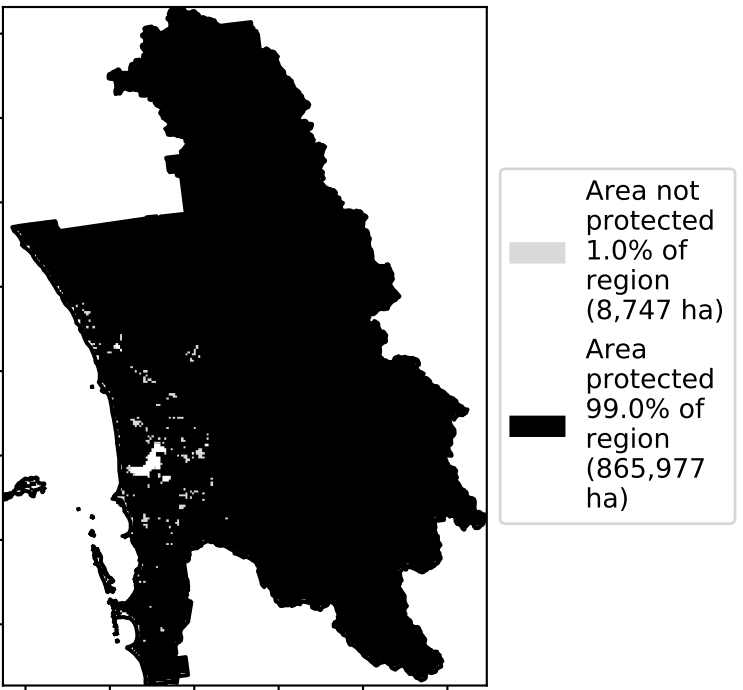 Area not
protected
1.0% of
region
(8,747 ha)
Area
protected
99.0% of
region
(865,977
ha)